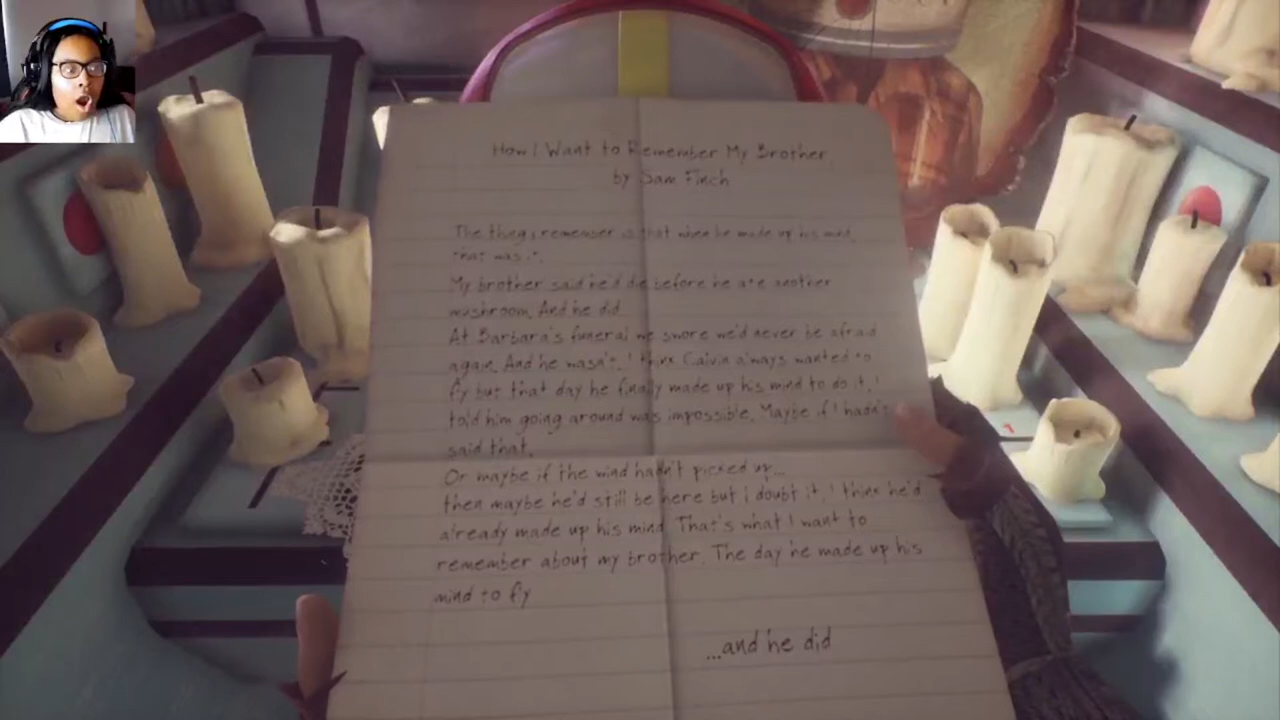 How I Want to Remember My Brother
by Sam Finch
The thing I remember is that when he made up his mind,
that was it.
My brother said he'd die before he ate another
mushroom. And he did.
At Barbara's funeral we swore we'd never be afraid
again. And he wasn't. I think Calvin always wanted to
fly but that day he finally made up his mind to do it. I
told him going around was impossible. Maybe if I hadn't
said that.
Or maybe if the wind hadn't picked up...
then maybe he'd still be here but I doubt it. I think he'd
already made up his mind. That's what I want to
remember about my brother. The day he made up his
mind to fly
...and he did